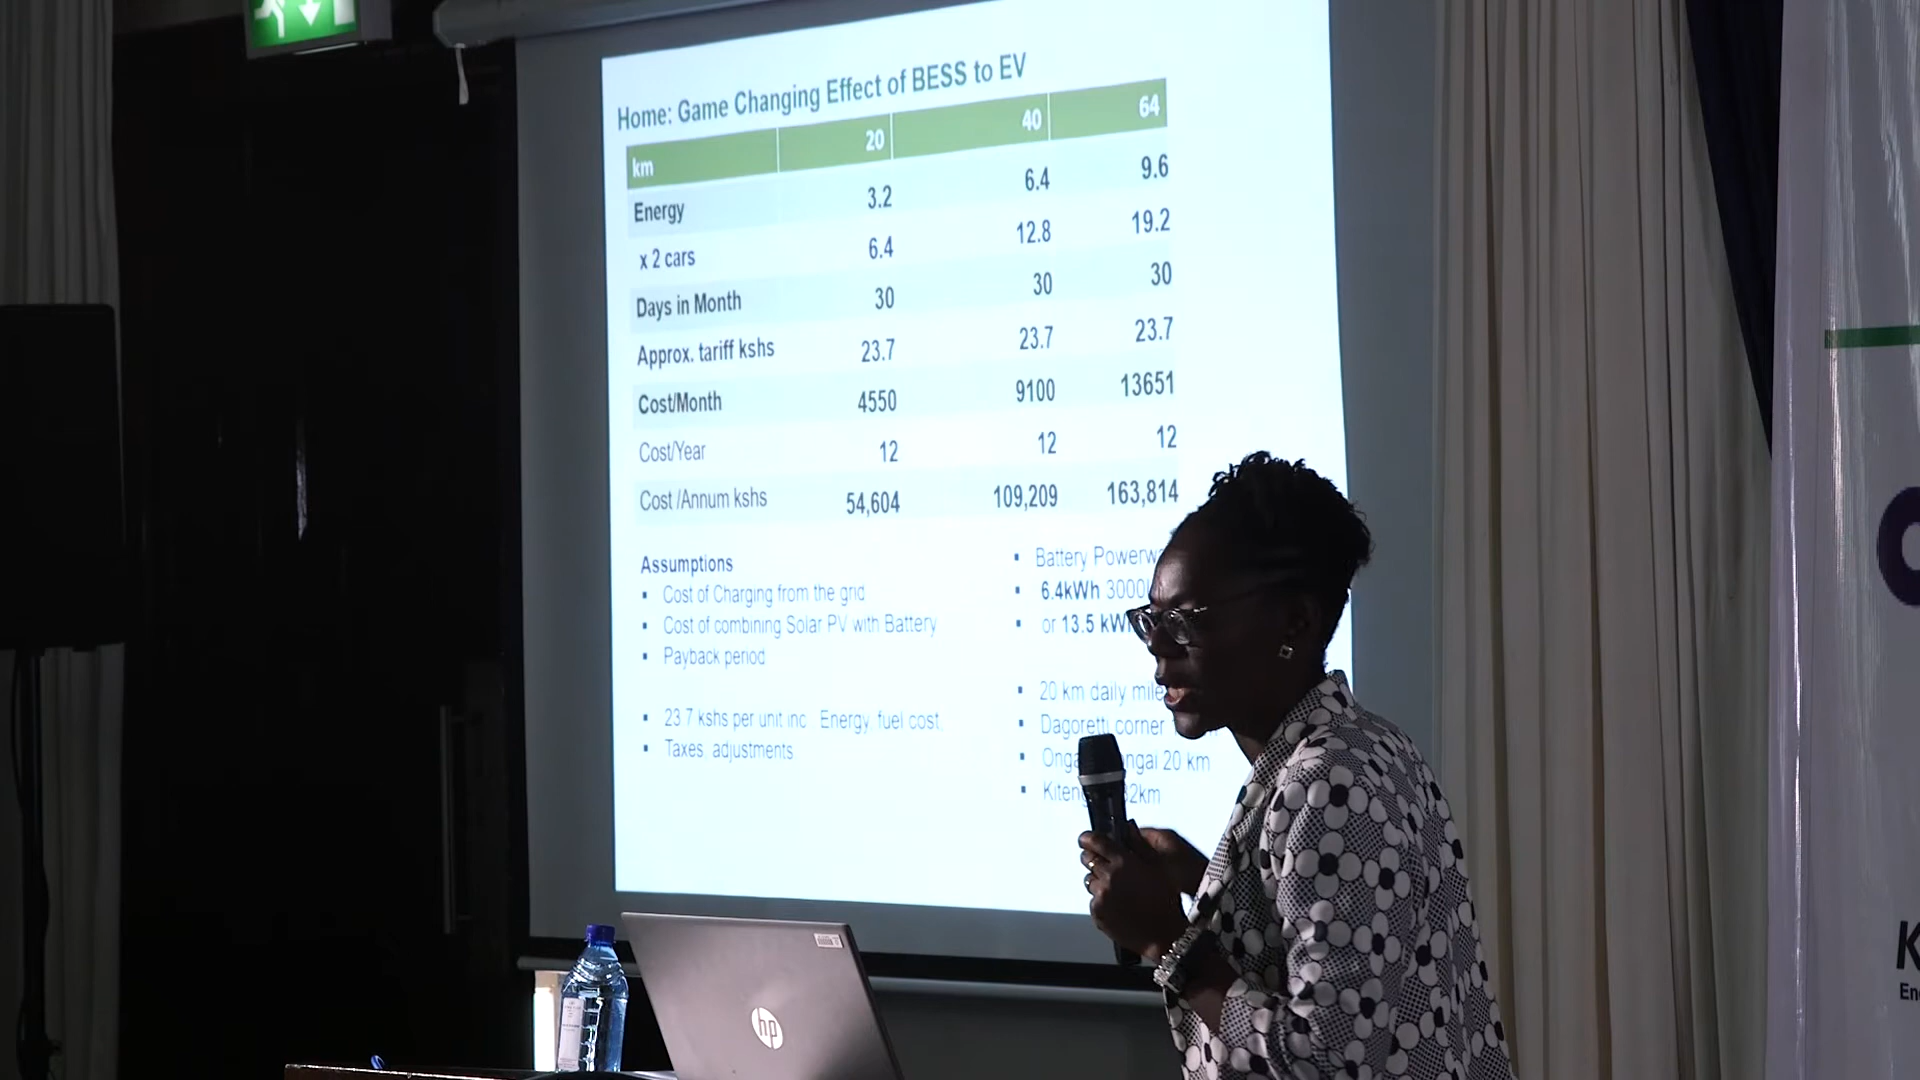 Home: Game Changing Effect of BESS to EV
km 20 40 64
Energy 3.2 6.4 9.6
x 2 cars 6.4 12.8 19.2
Days in Month 30 30 30
Approx. tariff kshs 23.7 23.7 23.7
Cost/Month 4550 9100 13651
Cost/Year 12 12 12
Cost /Annum kshs 54,604 109,209 163,814
Assumptions
▪ Cost of Charging from the grid
▪ Cost of combining Solar PV with Battery
▪ Payback period
▪ 23.7 kshs per unit inc. Energy, fuel cost,
▪ Taxes, adjustments
▪ Battery
▪ 6.4kWh
▪ or 13.5
▪ 20 km daily
▪ Dagoretti corner
▪ 20 km
hp